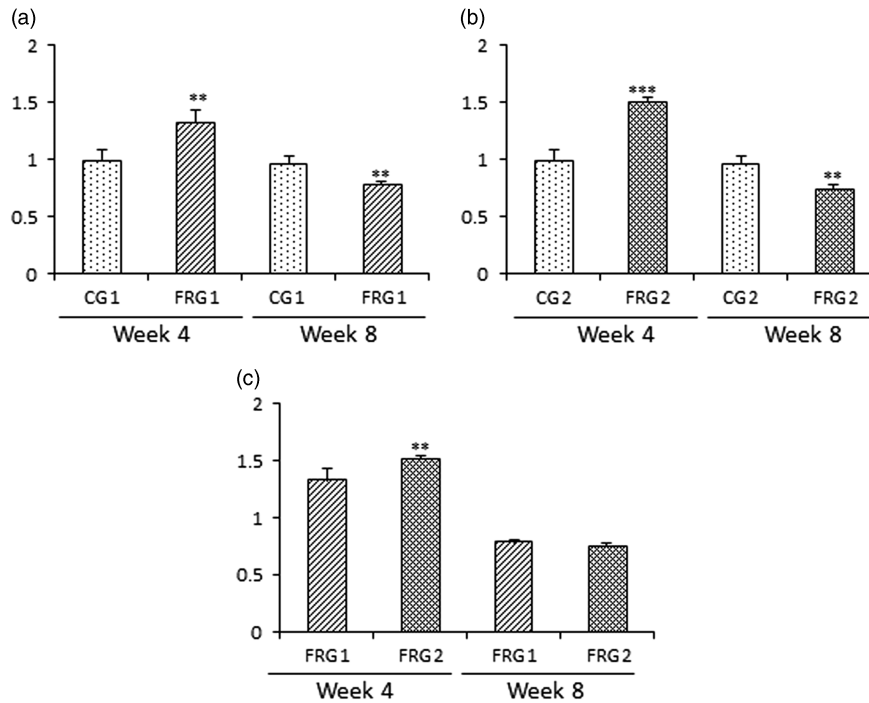 (a)
2
1.5
**
1
**
0.5
0
CG1 FRG1 CG1 FRG1
Week 4 Week 8
(b)
2
***
1.5
1
**
0.5
0
CG2 FRG2 CG2 FRG2
Week 4 Week 8
(c)
2
**
1.5
1
0.5
0
FRG1 FRG2 FRG1 FRG2
Week 4 Week 8